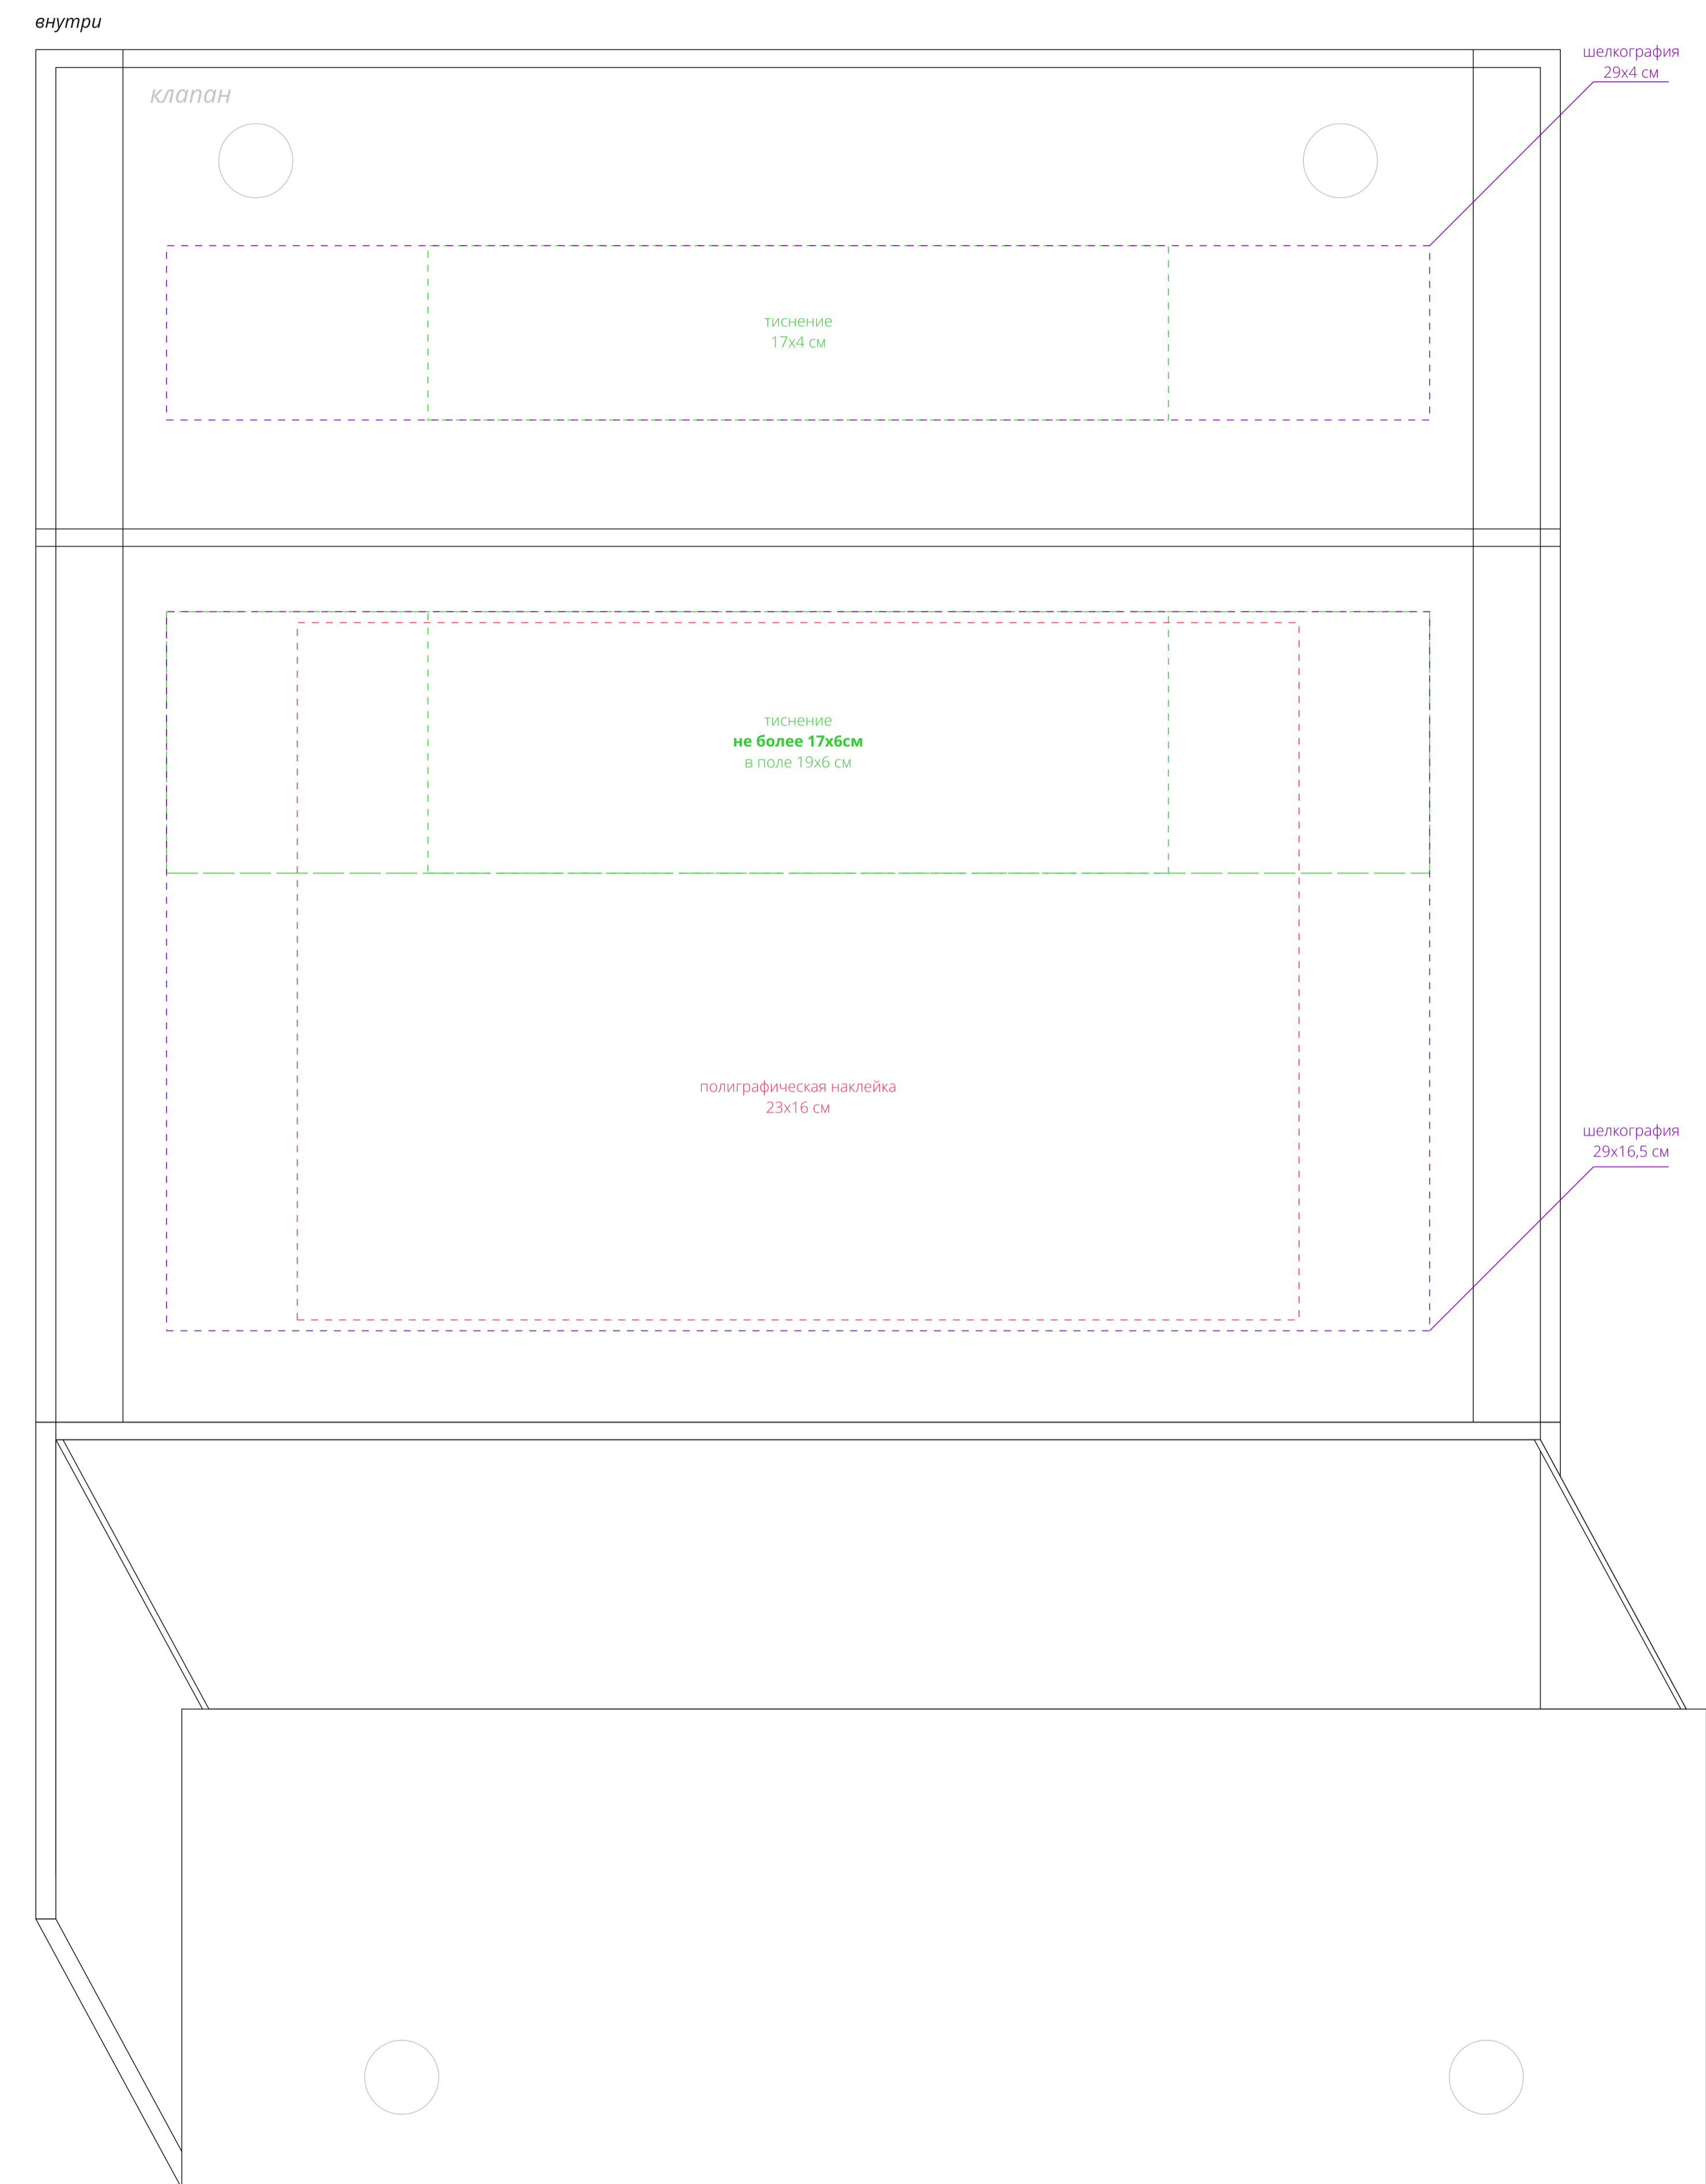 внутри
шелкография
29х4 см
клапан
тиснение
17х4 см
тиснение
не более 17х6см
в поле 19х6 см
полиграфическая наклейка
23х16 см
шелкография
29х16,5 см